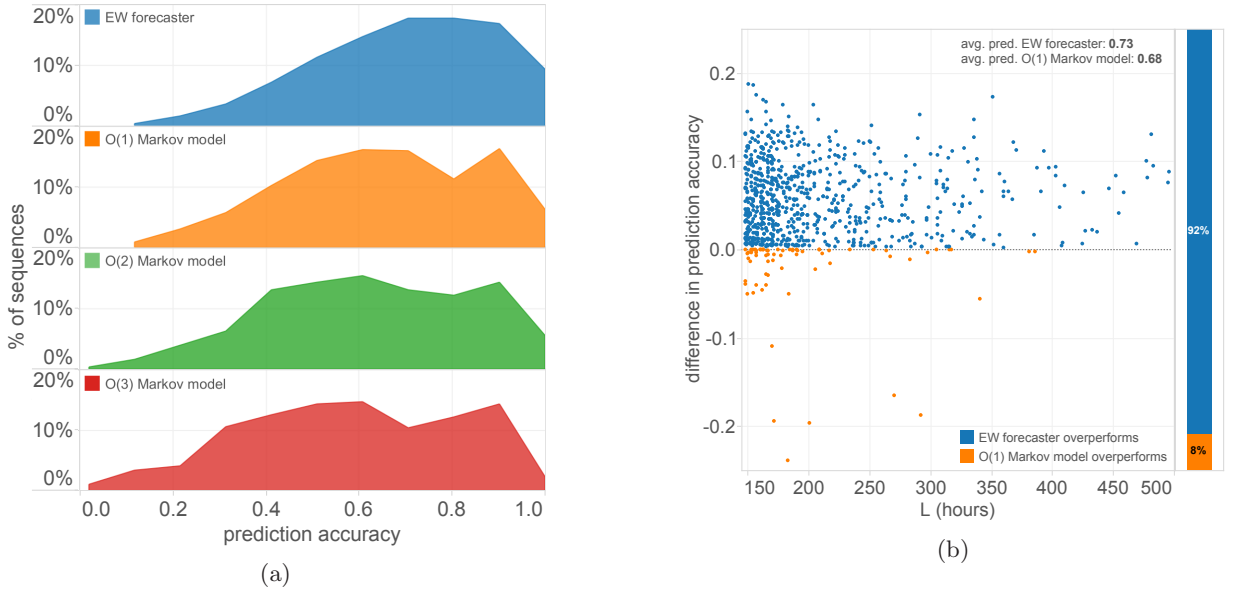 20%
EW forecaster
10%
0%
20%
O(1) Markov model
10%
0%
20%
O(2) Markov model
10%
0%
20%
O(3) Markov model
10%
0%
% of sequences
0.0 0.2 0.4 0.6 0.8 1.0
prediction accuracy
(a)
avg. pred. EW forecaster: 0.73
avg. pred. O(1) Markov model: 0.68
0.2
0.1
0.0
-0.1
-0.2
difference in prediction accuracy
EW forecaster overperforms
O(1) Markov model overperforms
92%
8%
150 200 250 300 350 400 450 500
L (hours)
(b)